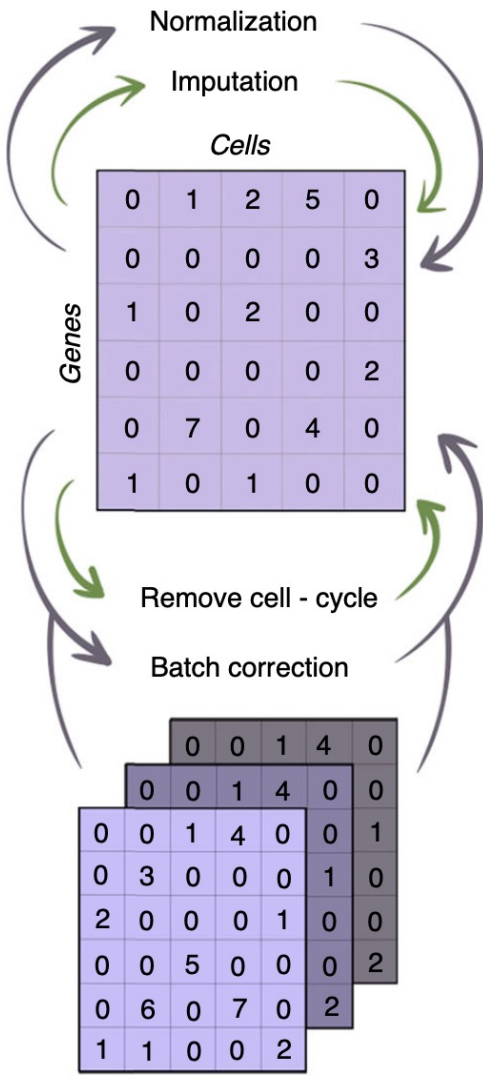 Normalization
Imputation
Cells
Genes
0 1 2 5 0
0 0 0 0 3
1 0 2 0 0
0 0 0 0 2
0 7 0 4 0
1 0 1 0 0
Remove cell - cycle
Batch correction
0 0 1 4 0
0 0 1 4 0 0
0 0 1 4 0 0 1
0 3 0 0 0 1 0
2 0 0 0 1 0 0
0 0 5 0 0 0 2
0 6 0 7 0 2
1 1 0 0 2